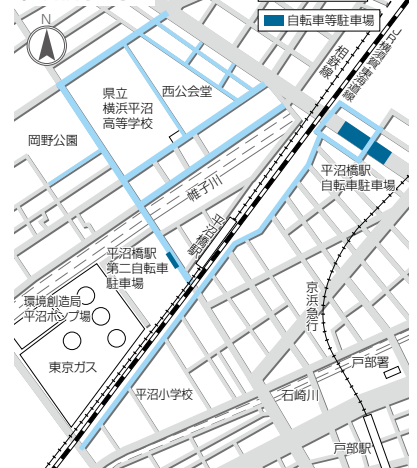 N
自転車等駐車場
JR横須賀・東海道線
相鉄線
県立
横浜平沼
高等学校
西公会堂
岡野公園
帷子川
平沼橋駅
平沼橋駅
自転車駐車場
平沼橋駅
第二自転車
駐車場
環境創造局
平沼ポンプ場
東京ガス
京浜急行
平沼小学校
石崎川
戸部署
戸部駅